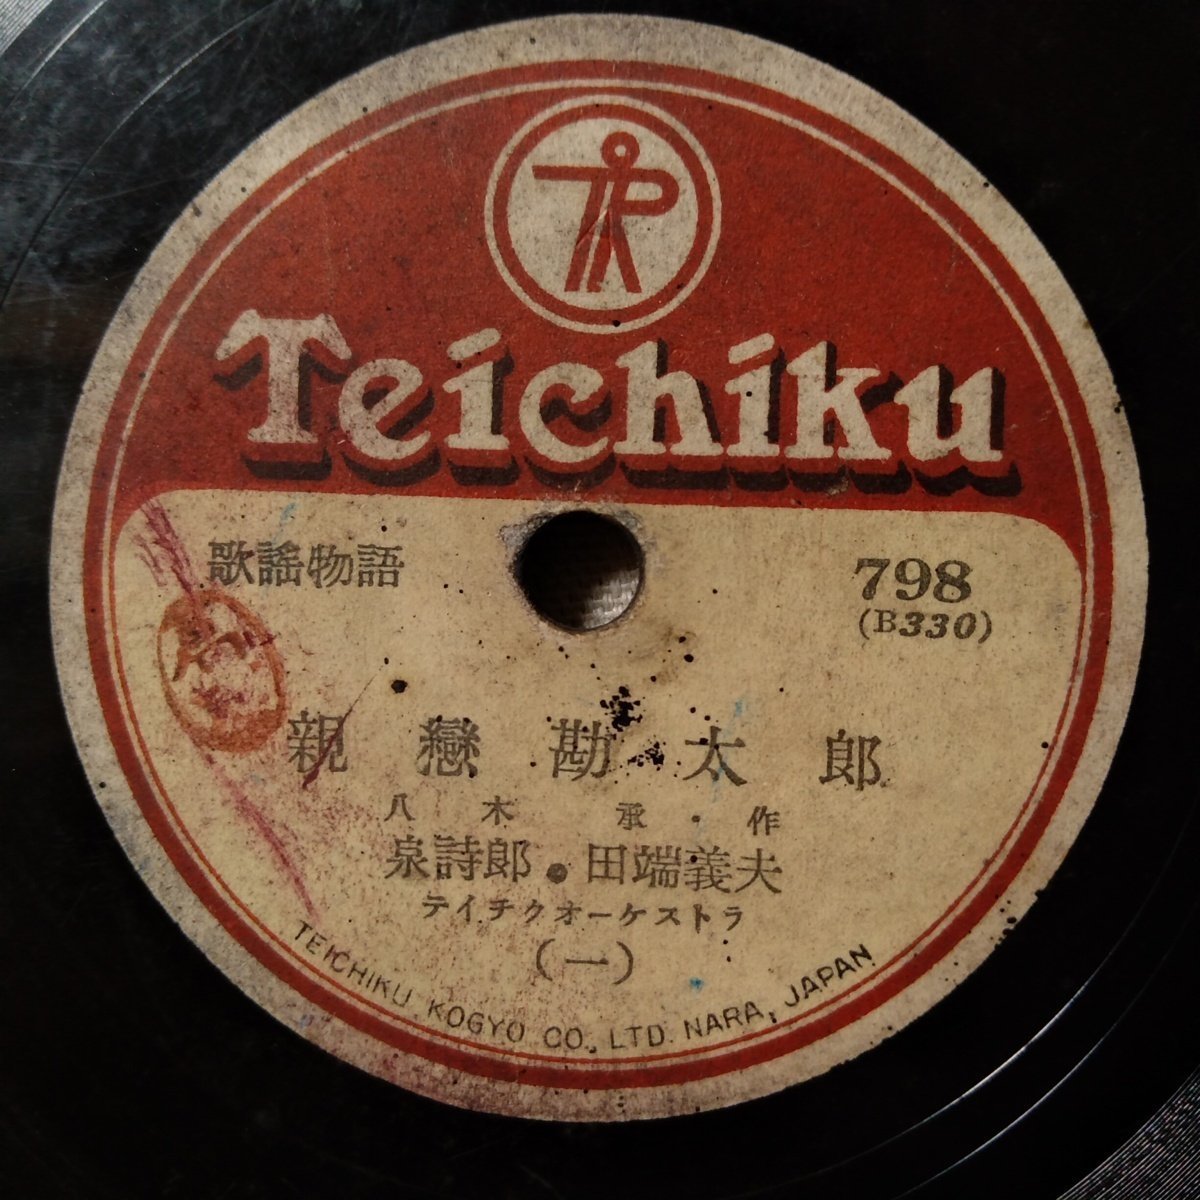 Teichiku
歌謠物語
798
(B330)
親戀勘太郎
八木承・作
泉詩郎・田端義夫
テイチクオーケストラ
(一)
TEICHIKU KOGYO CO., LTD. NARA, JAPAN